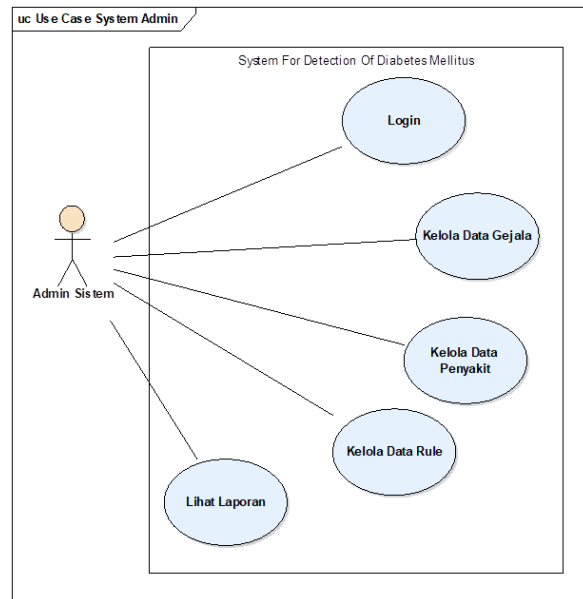 uc Use Case System Admin
System For Detection Of Diabetes Mellitus
Login
Kelola Data Gejala
Admin Sistem
Kelola Data
Penyakit
Kelola Data Rule
Lihat Laporan